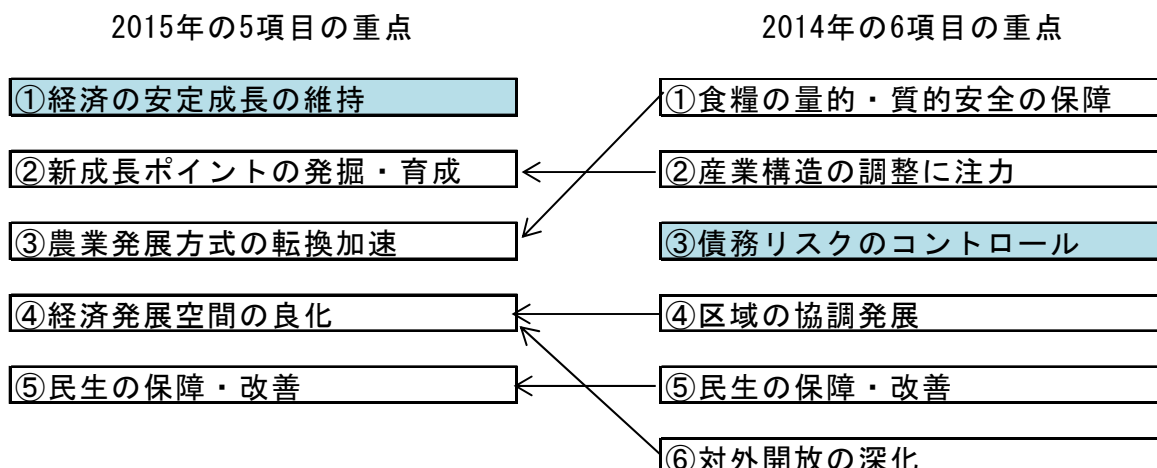 2015年の5項目の重点
2014年の6項目の重点
①経済の安定成長の維持
①食糧の量的・質的安全の保障
②新成長ポイントの発掘・育成
②産業構造の調整に注力
③農業発展方式の転換加速
③債務リスクのコントロール
④経済発展空間の良化
④区域の協調発展
⑤民生の保障・改善
⑤民生の保障・改善
⑥対外開放の深化